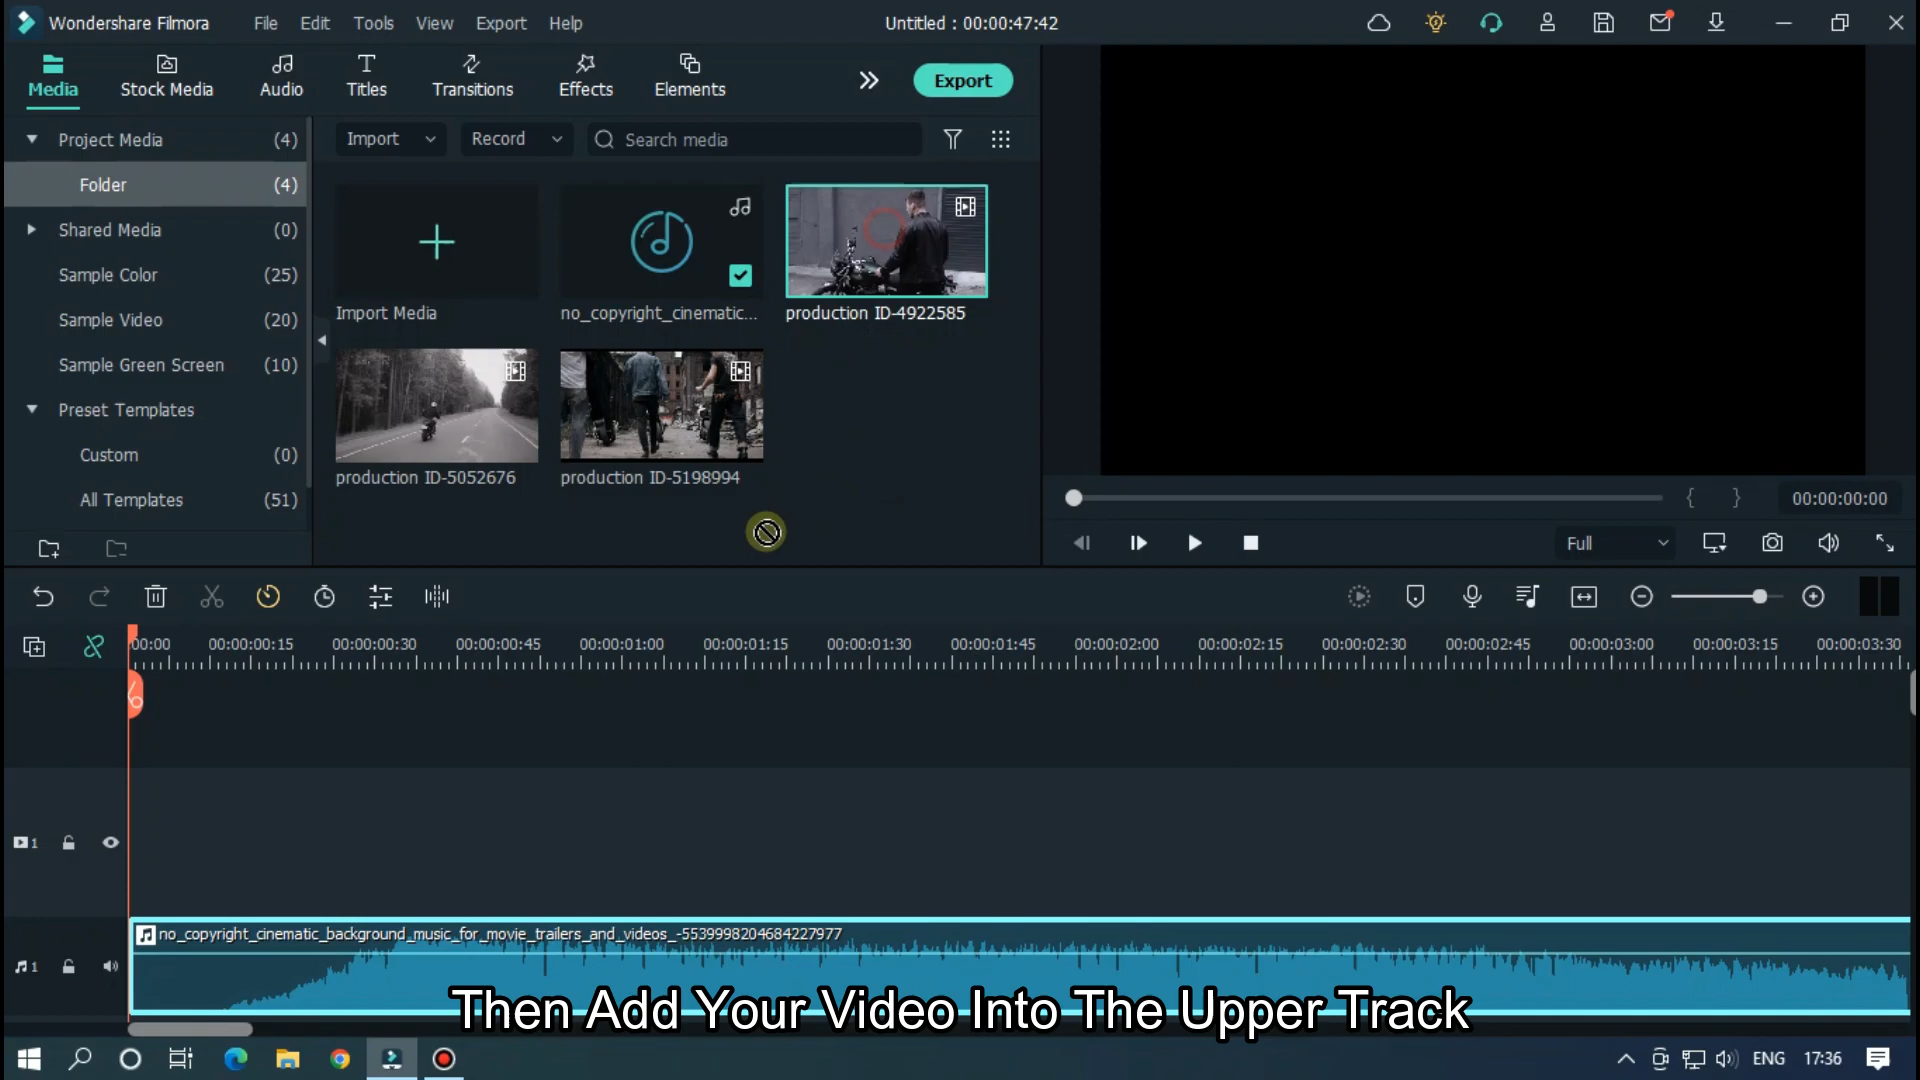 Wondershare Filmora
File Edit Tools View Export Help
Untitled : 00:00:47:42
Media
Stock Media
Audio
Titles
Transitions
Effects
Elements
Export
Project Media (4)
Folder (4)
Shared Media (0)
Sample Color (25)
Sample Video (20)
Sample Green Screen (10)
Preset Templates
Custom (0)
All Templates (51)
Import
Record
Search media
Import Media
no_copyright_cinematic...
production ID-4922585
production ID-5052676
production ID-5198994
{ }
00:00:00:00
Full
00:00 00:00:00:15 00:00:00:30 00:00:00:45 00:00:01:00 00:00:01:15 00:00:01:30 00:00:01:45 00:00:02:00 00:00:02:15 00:00:02:30 00:00:02:45 00:00:03:00 00:00:03:15 00:00:03:30
1
no_copyright_cinematic_background_music_for_movie_trailers_and_videos_-5539998204684227977
1
Then Add Your Video Into The Upper Track
ENG 17:36